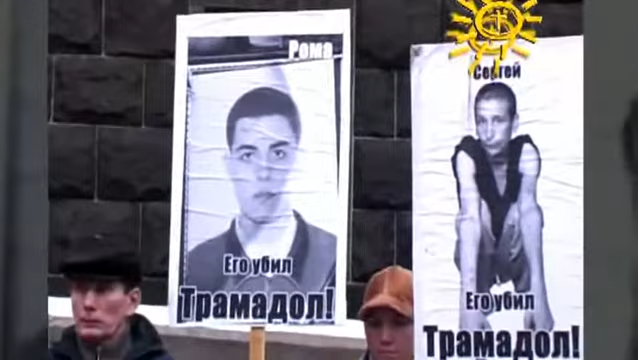 Рома
Его убил
Трамадол!
Сергей
Его убил
Трамадол!